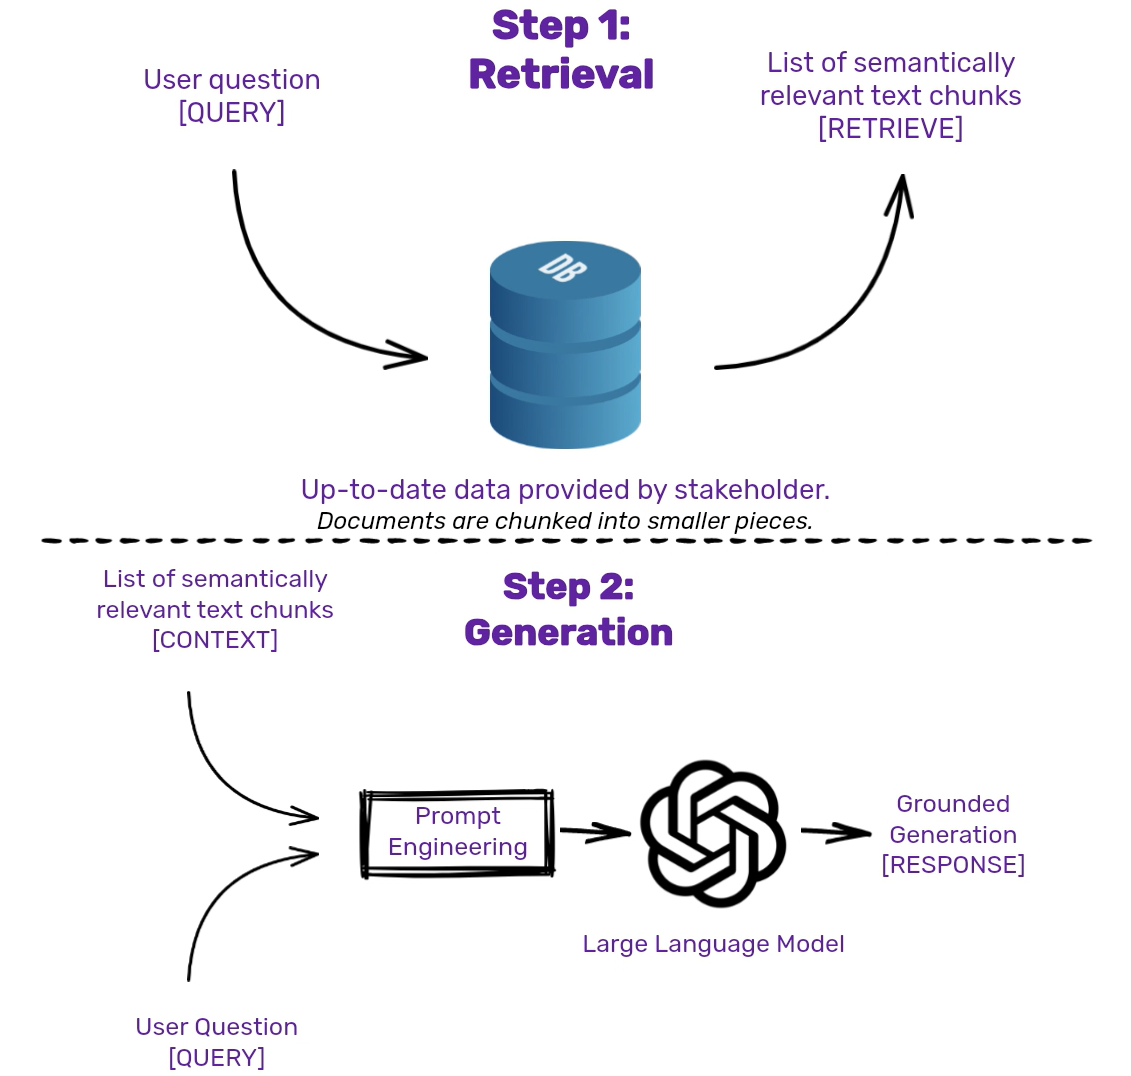 Step 1:
Retrieval
User question
[QUERY]
List of semantically
relevant text chunks
[RETRIEVE]
DB
Up-to-date data provided by stakeholder.
Documents are chunked into smaller pieces.
List of semantically
relevant text chunks
[CONTEXT]
Step 2:
Generation
Prompt
Engineering
Grounded
Generation
[RESPONSE]
Large Language Model
User Question
[QUERY]